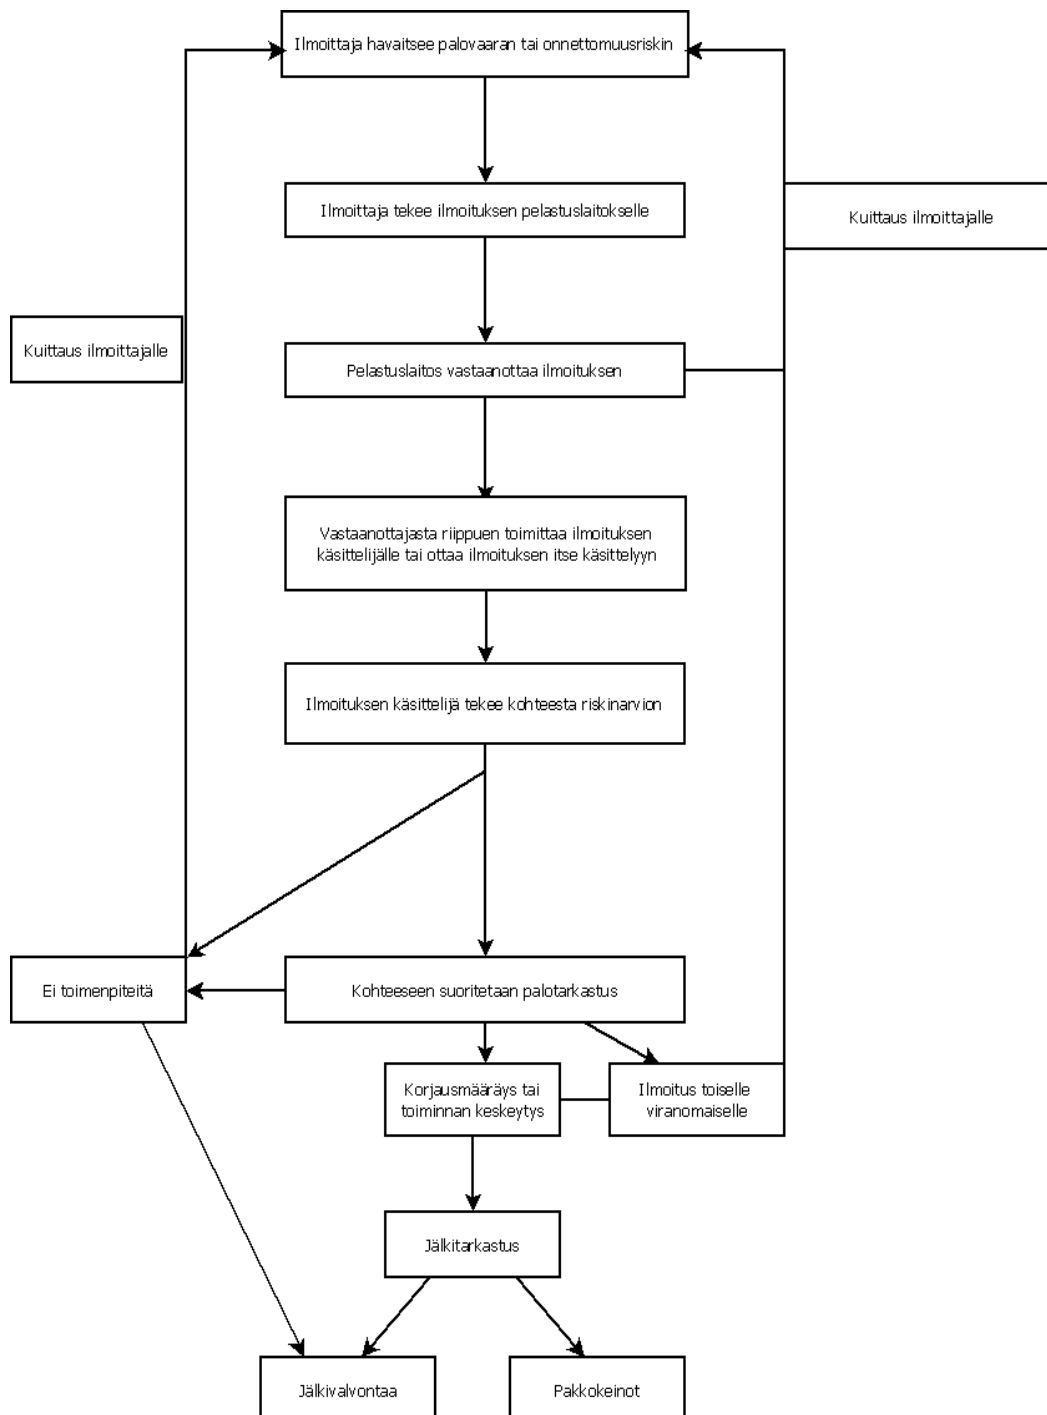 Ilmoittaja havaitsee palovaaran tai onnettomuusriskin
Ilmoittaja tekee ilmoituksen pelastuslaitokselle
Kuittaus ilmoittajalle
Kuittaus ilmoittajalle
Pelastuslaitos vastaanottaa ilmoituksen
Vastaanottajasta riippuen toimittaa ilmoituksen
käsittelijälle tai ottaa ilmoituksen itse käsittelyyn
Ilmoituksen käsittelijä tekee kohteesta riskinarvion
Ei toimenpiteitä
Kohteeseen suoritetaan palotarkastus
Korjausmääräys tai
toiminnan keskeytys
Ilmoitus toiselle
viranomaiselle
Jälkitarkastus
Jälkivalvontaa
Pakkokeinot